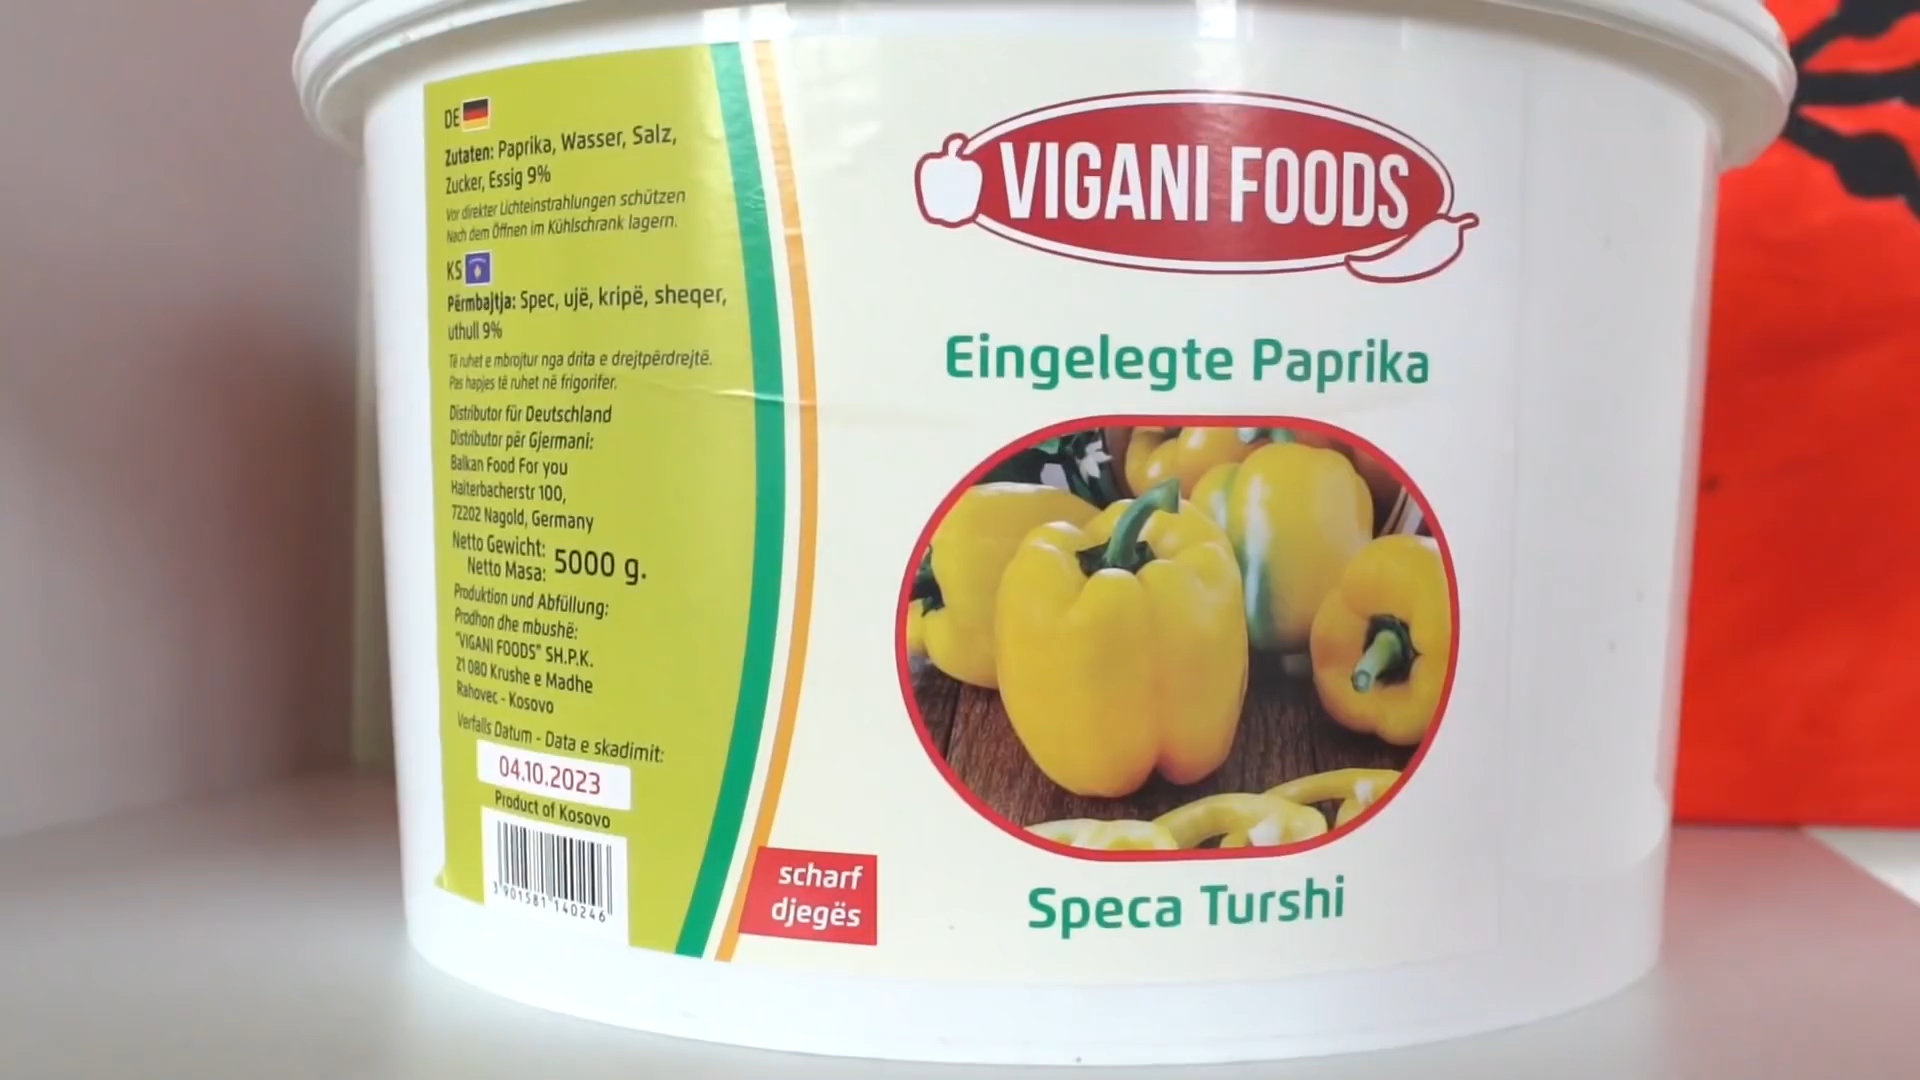 DE
Zutaten: Paprika, Wasser, Salz,
Zucker, Essig 9%
Vor direkter Lichteinstrahlungen schützen
Nach dem Öffnen im Kühlschrank lagern.
KS
Përmbajtja: Spec, ujë, kripë, sheqer,
uthull 9%
Të ruhet e mbrojtur nga drita e drejtpërdrejtë.
Pas hapjes të ruhet në frigorifer.
Distributor für Deutschland
Distributor për Gjermani:
Balkan Food For you
Haiterbacherstr 100,
72202 Nagold, Germany
Netto Gewicht:
Netto Masa: 5000 g.
Produktion und Abfüllung:
Prodhon dhe mbushë:
"VIGANI FOODS" SH.P.K.
21 080 Krushe e Madhe
Rahovec - Kosovo
Verfalls Datum - Data e skadimit:
04.10.2023
Product of Kosovo
3 901581 140246
scharf
djegës
VIGANI FOODS
Eingelegte Paprika
Speca Turshi